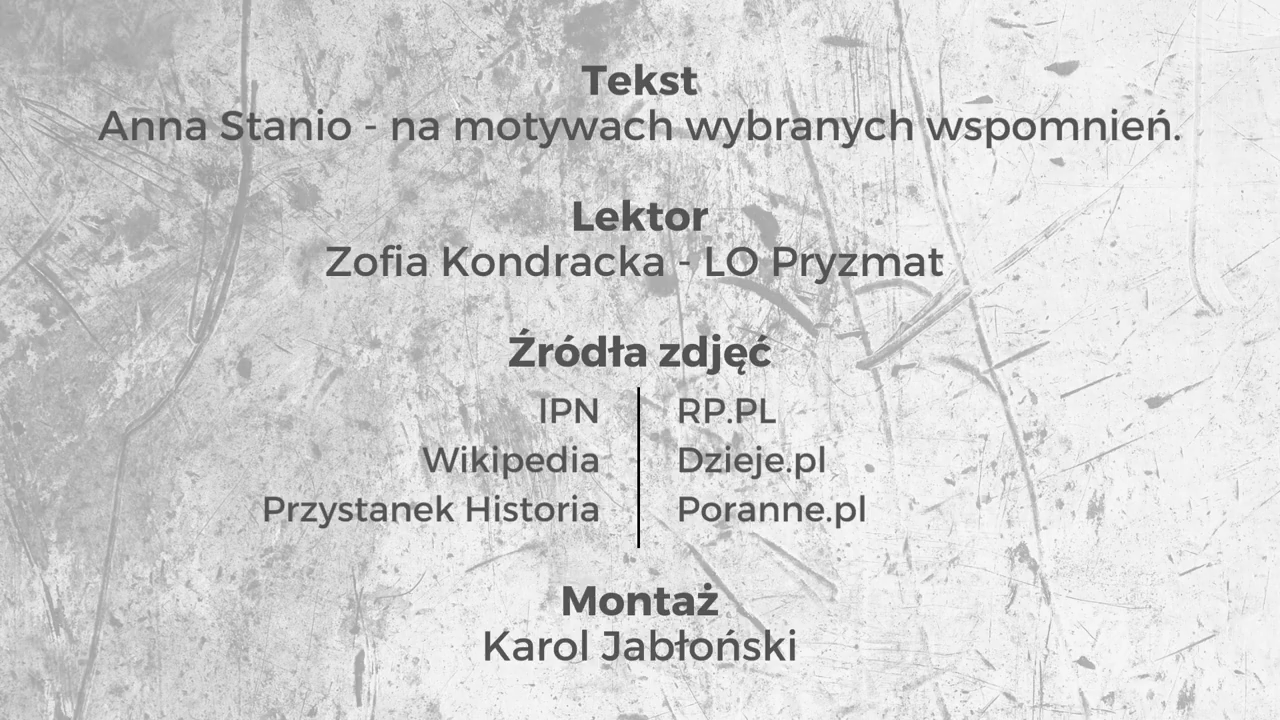 Tekst
Anna Stanio - na motywach wybranych wspomnień.
Lektor
Zofia Kondracka - LO Pryzmat
Źródła zdjęć
IPN
Wikipedia
Przystanek Historia
RP.PL
Dzieje.pl
Poranne.pl
Montaż
Karol Jabłoński